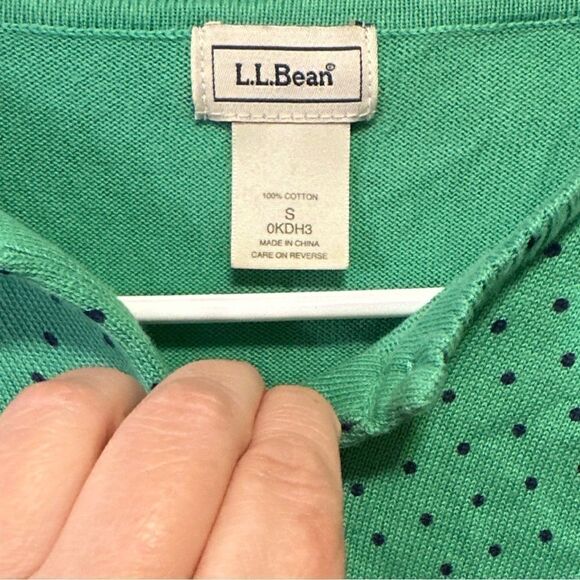 L.L.Bean®
100% COTTON
S
0KDH3
MADE IN CHINA
CARE ON REVERSE